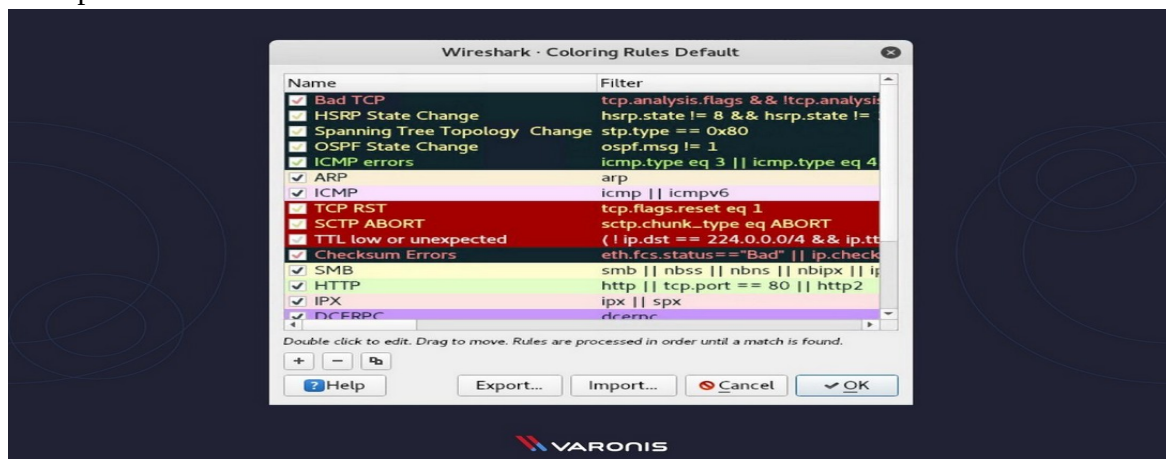 Wireshark · Coloring Rules Default
Name Filter
Bad TCP tcp.analysis.flags && !tcp.analysis
HSRP State Change hsrp.state != 8 && hsrp.state !=
Spanning Tree Topology Change stp.type == 0x80
OSPF State Change ospf.msg != 1
ICMP errors icmp.type eq 3 || icmp.type eq 4
ARP arp
ICMP icmp || icmpv6
TCP RST tcp.flags.reset eq 1
SCTP ABORT sctp.chunk_type eq ABORT
TTL low or unexpected (! ip.dst == 224.0.0.0/4 && ip.tt
Checksum Errors eth.fcs.status=="Bad" || ip.check
SMB smb || nbss || nbns || nbipx || ip
HTTP http || tcp.port == 80 || http2
IPX ipx || spx
DCERPC dcerpc
Double click to edit. Drag to move. Rules are processed in order until a match is found.
+ −
? Help Export... Import... Cancel OK
VARONIS